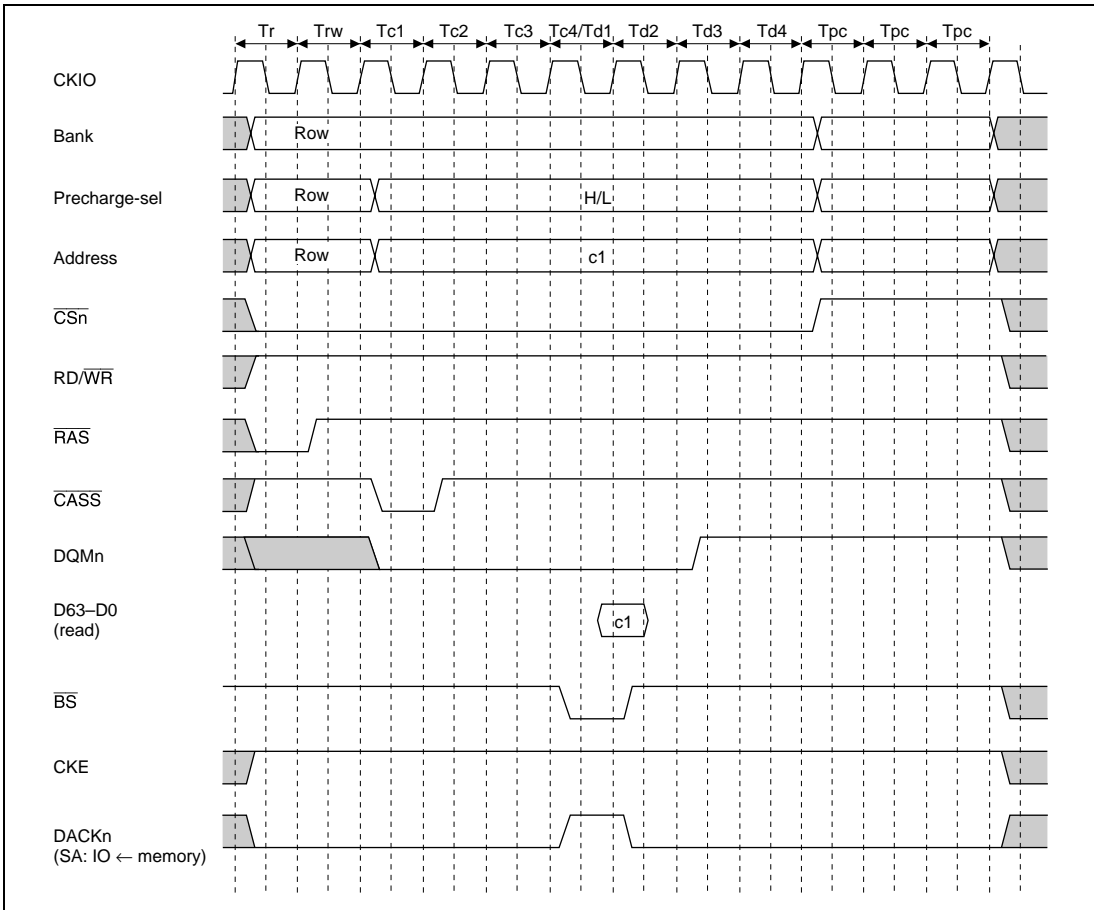 Tr Trw Tc1 Tc2 Tc3 Tc4/Td1 Td2 Td3 Td4 Tpc Tpc Tpc
CKIO
Bank Row
Precharge-sel Row H/L
Address Row c1
CSn
RD/WR
RAS
CASS
DQMn
D63–D0
(read) c1
BS
CKE
DACKn
(SA: IO ← memory)